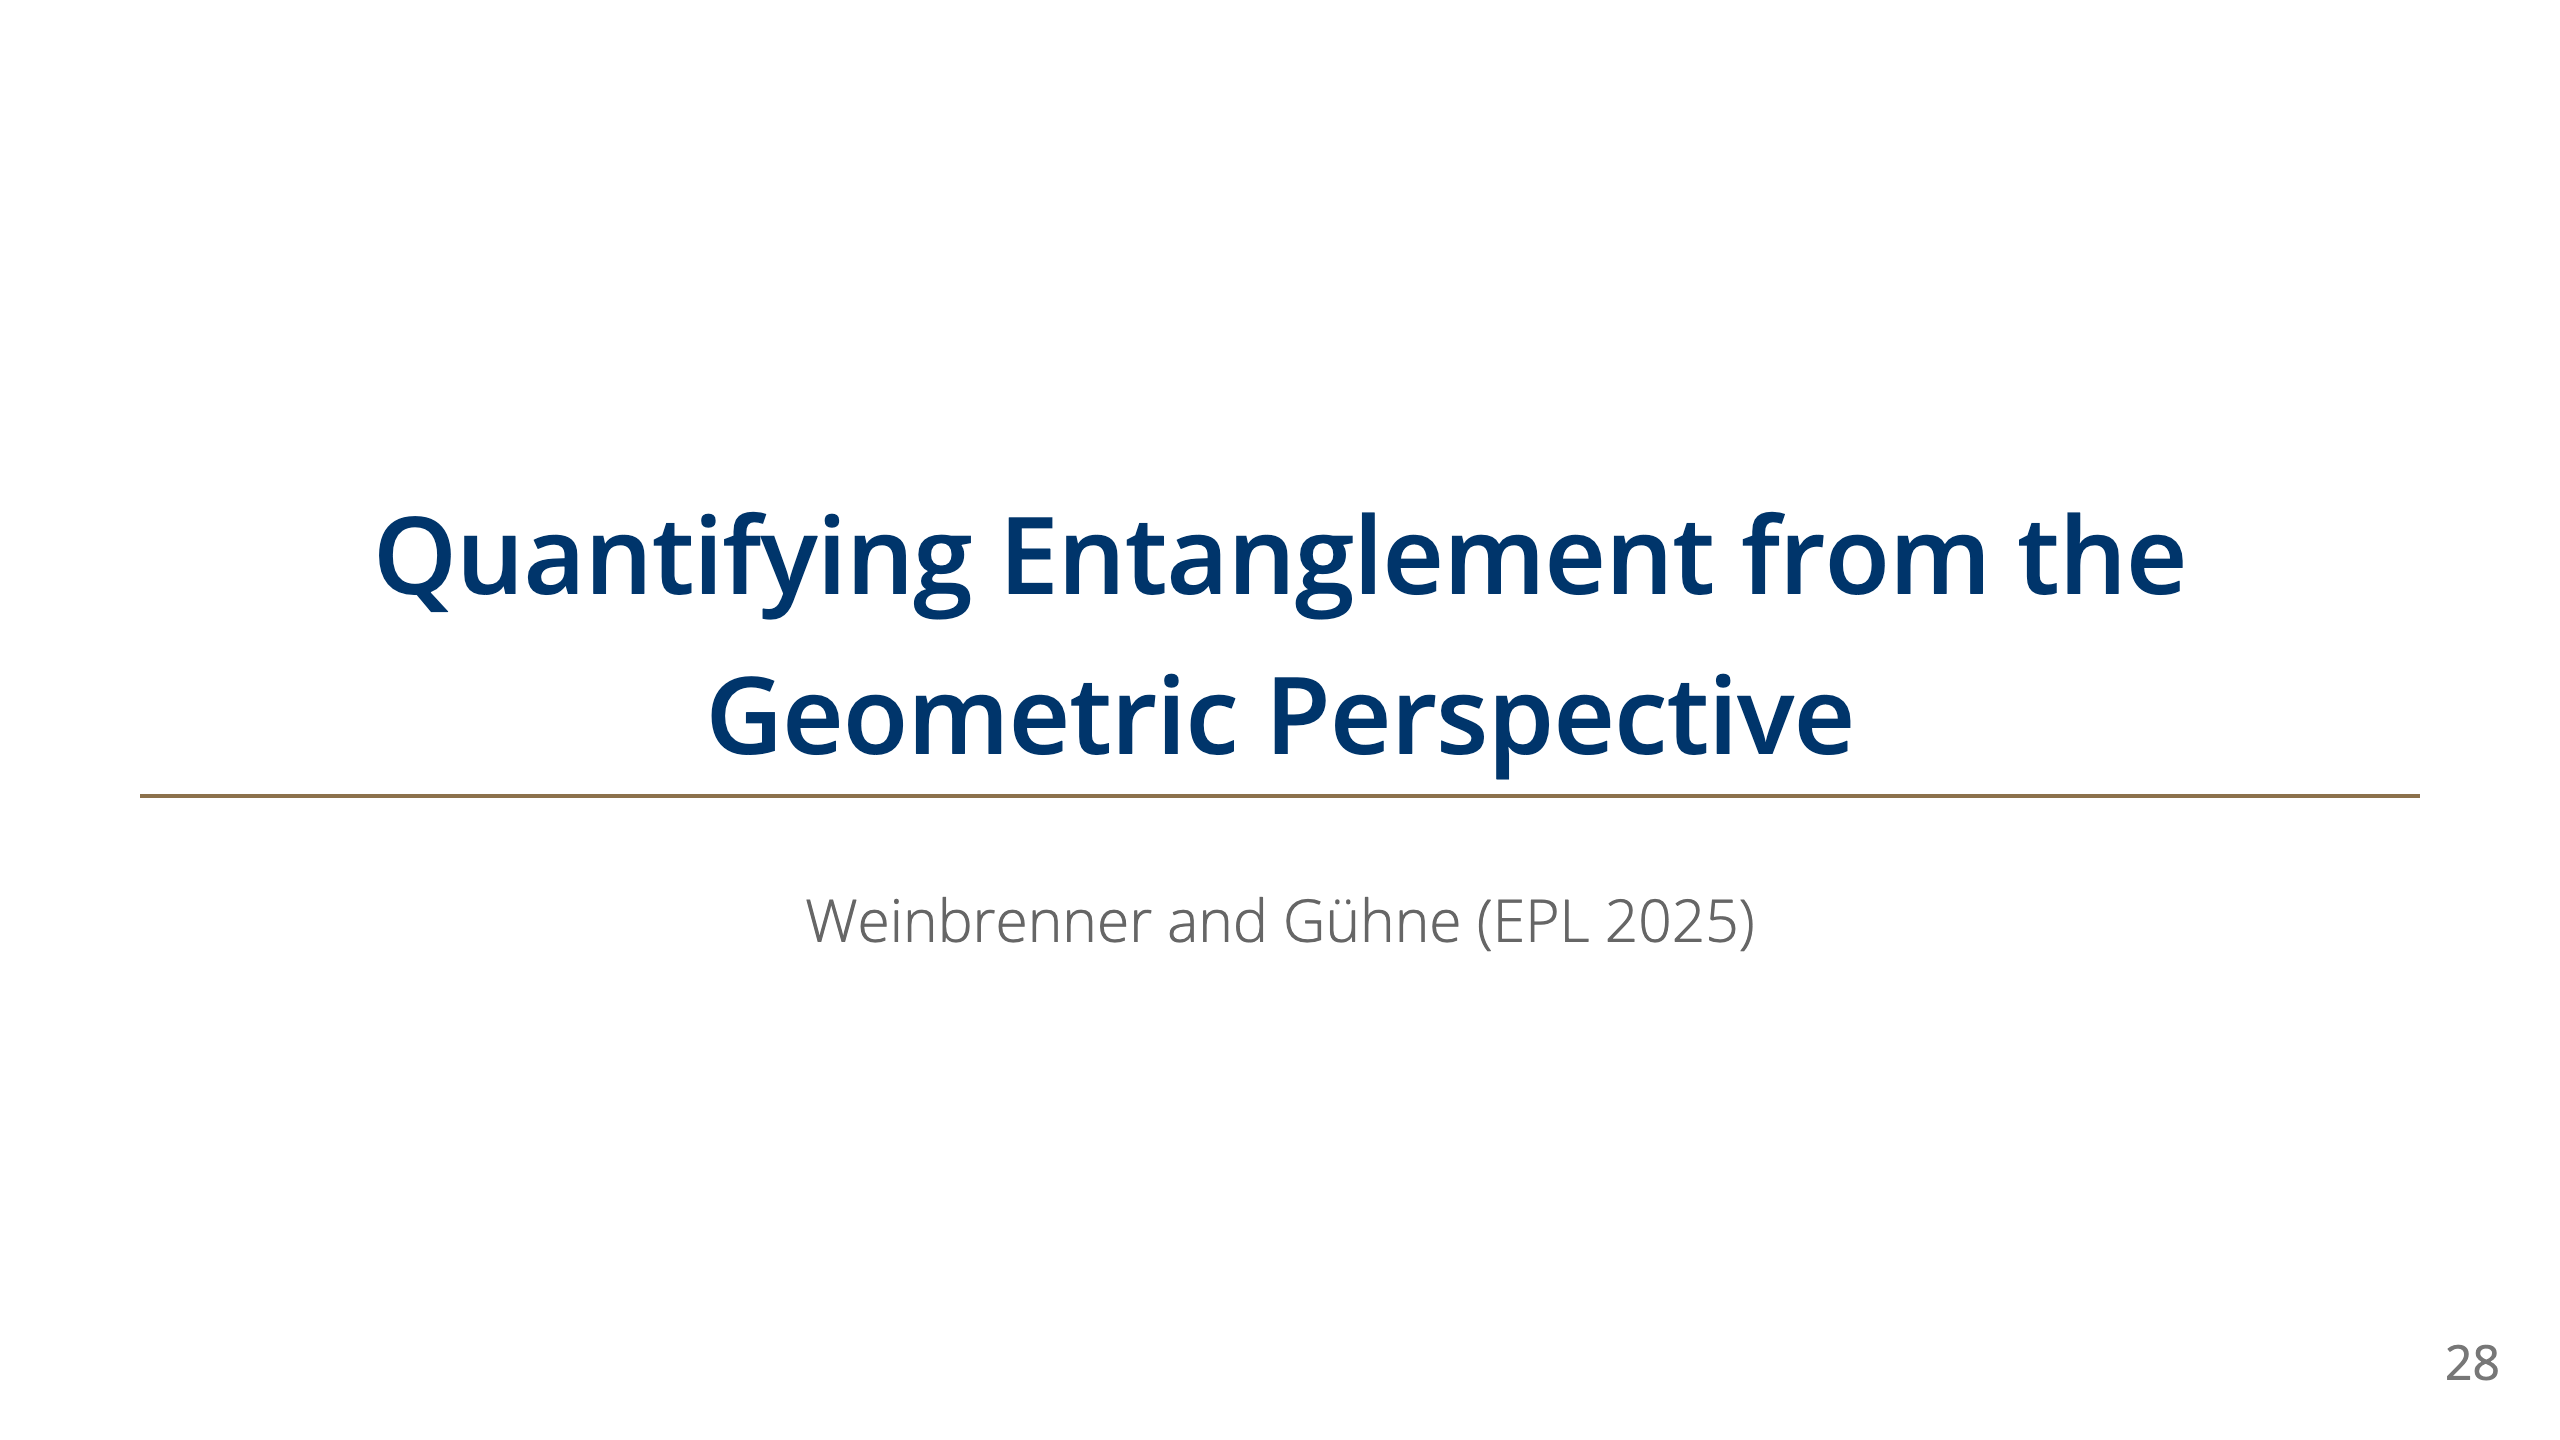 Quantifying Entanglement from the
Geometric Perspective
Weinbrenner and Gühne (EPL 2025)
28